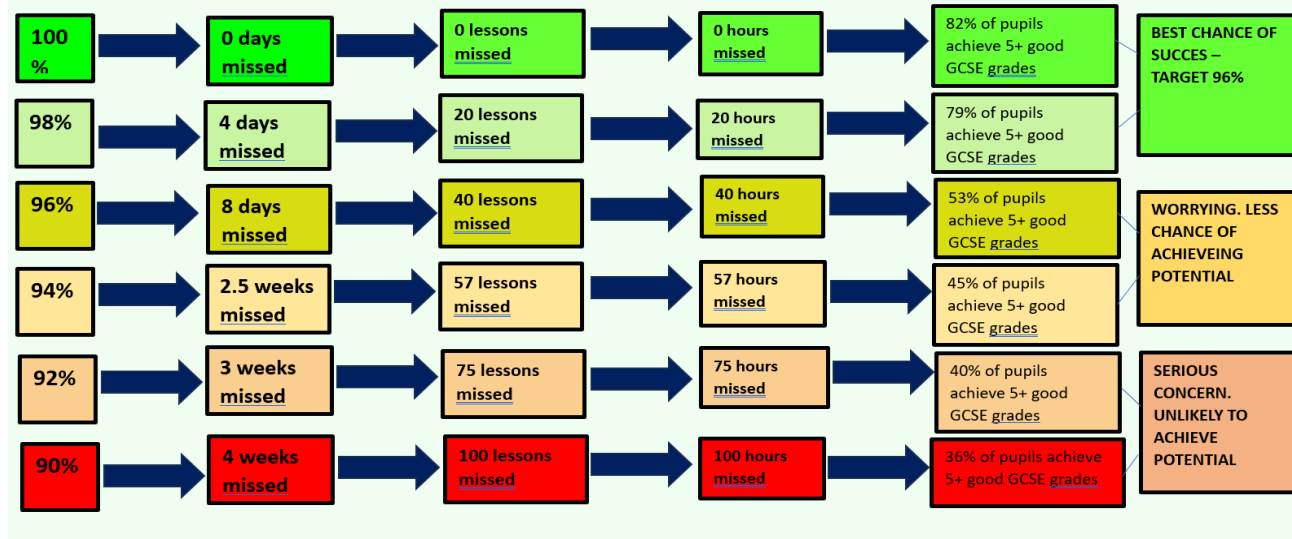 100
%
0 days
missed
0 lessons
missed
0 hours
missed
82% of pupils
achieve 5+ good
GCSE grades
BEST CHANCE OF
SUCCES –
TARGET 96%
98%
4 days
missed
20 lessons
missed
20 hours
missed
79% of pupils
achieve 5+ good
GCSE grades
96%
8 days
missed
40 lessons
missed
40 hours
missed
53% of pupils
achieve 5+ good
GCSE grades
WORRYING. LESS
CHANCE OF
ACHIEVEING
POTENTIAL
94%
2.5 weeks
missed
57 lessons
missed
57 hours
missed
45% of pupils
achieve 5+ good
GCSE grades
92%
3 weeks
missed
75 lessons
missed
75 hours
missed
40% of pupils
achieve 5+ good
GCSE grades
SERIOUS
CONCERN.
UNLIKELY TO
ACHIEVE
POTENTIAL
90%
4 weeks
missed
100 lessons
missed
100 hours
missed
36% of pupils achieve
5+ good GCSE grades